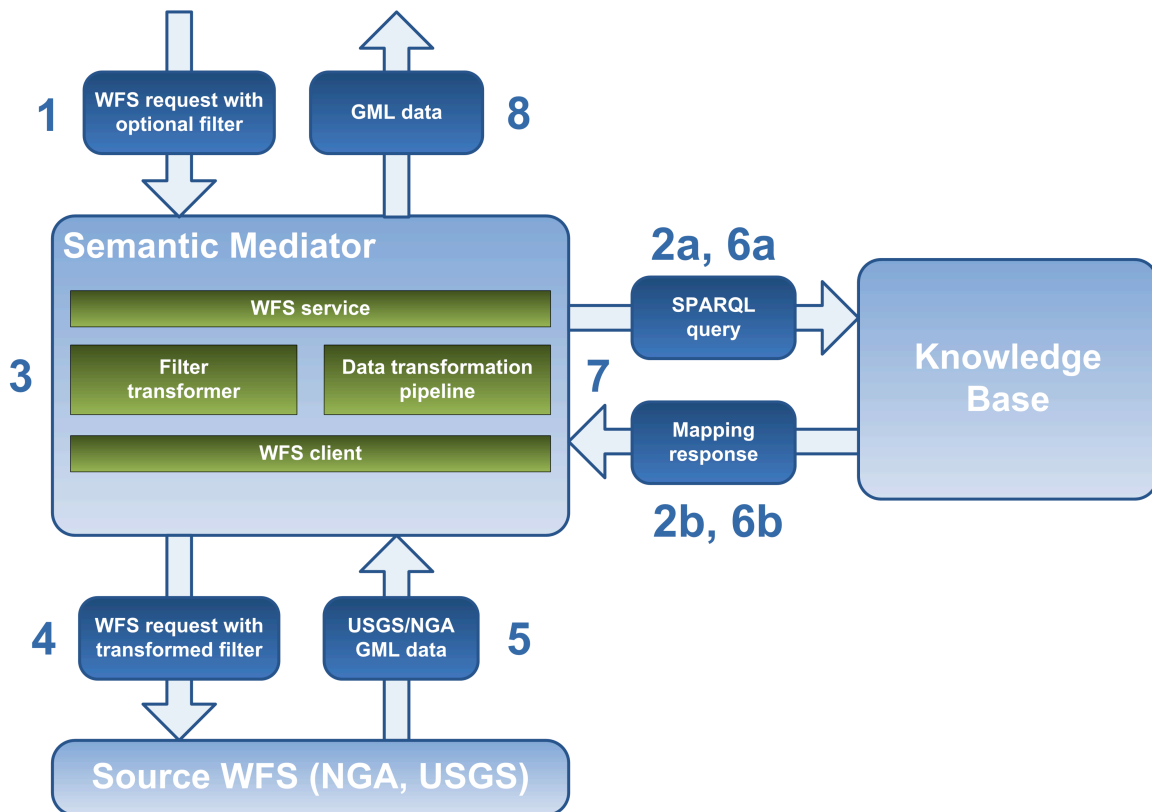 1
WFS request with
optional filter
GML data
8
Semantic Mediator
2a, 6a
WFS service
SPARQL
query
3
Filter
transformer
Data transformation
pipeline
7
Knowledge
Base
WFS client
Mapping
response
2b, 6b
4
WFS request with
transformed filter
USGS/NGA
GML data
5
Source WFS (NGA, USGS)